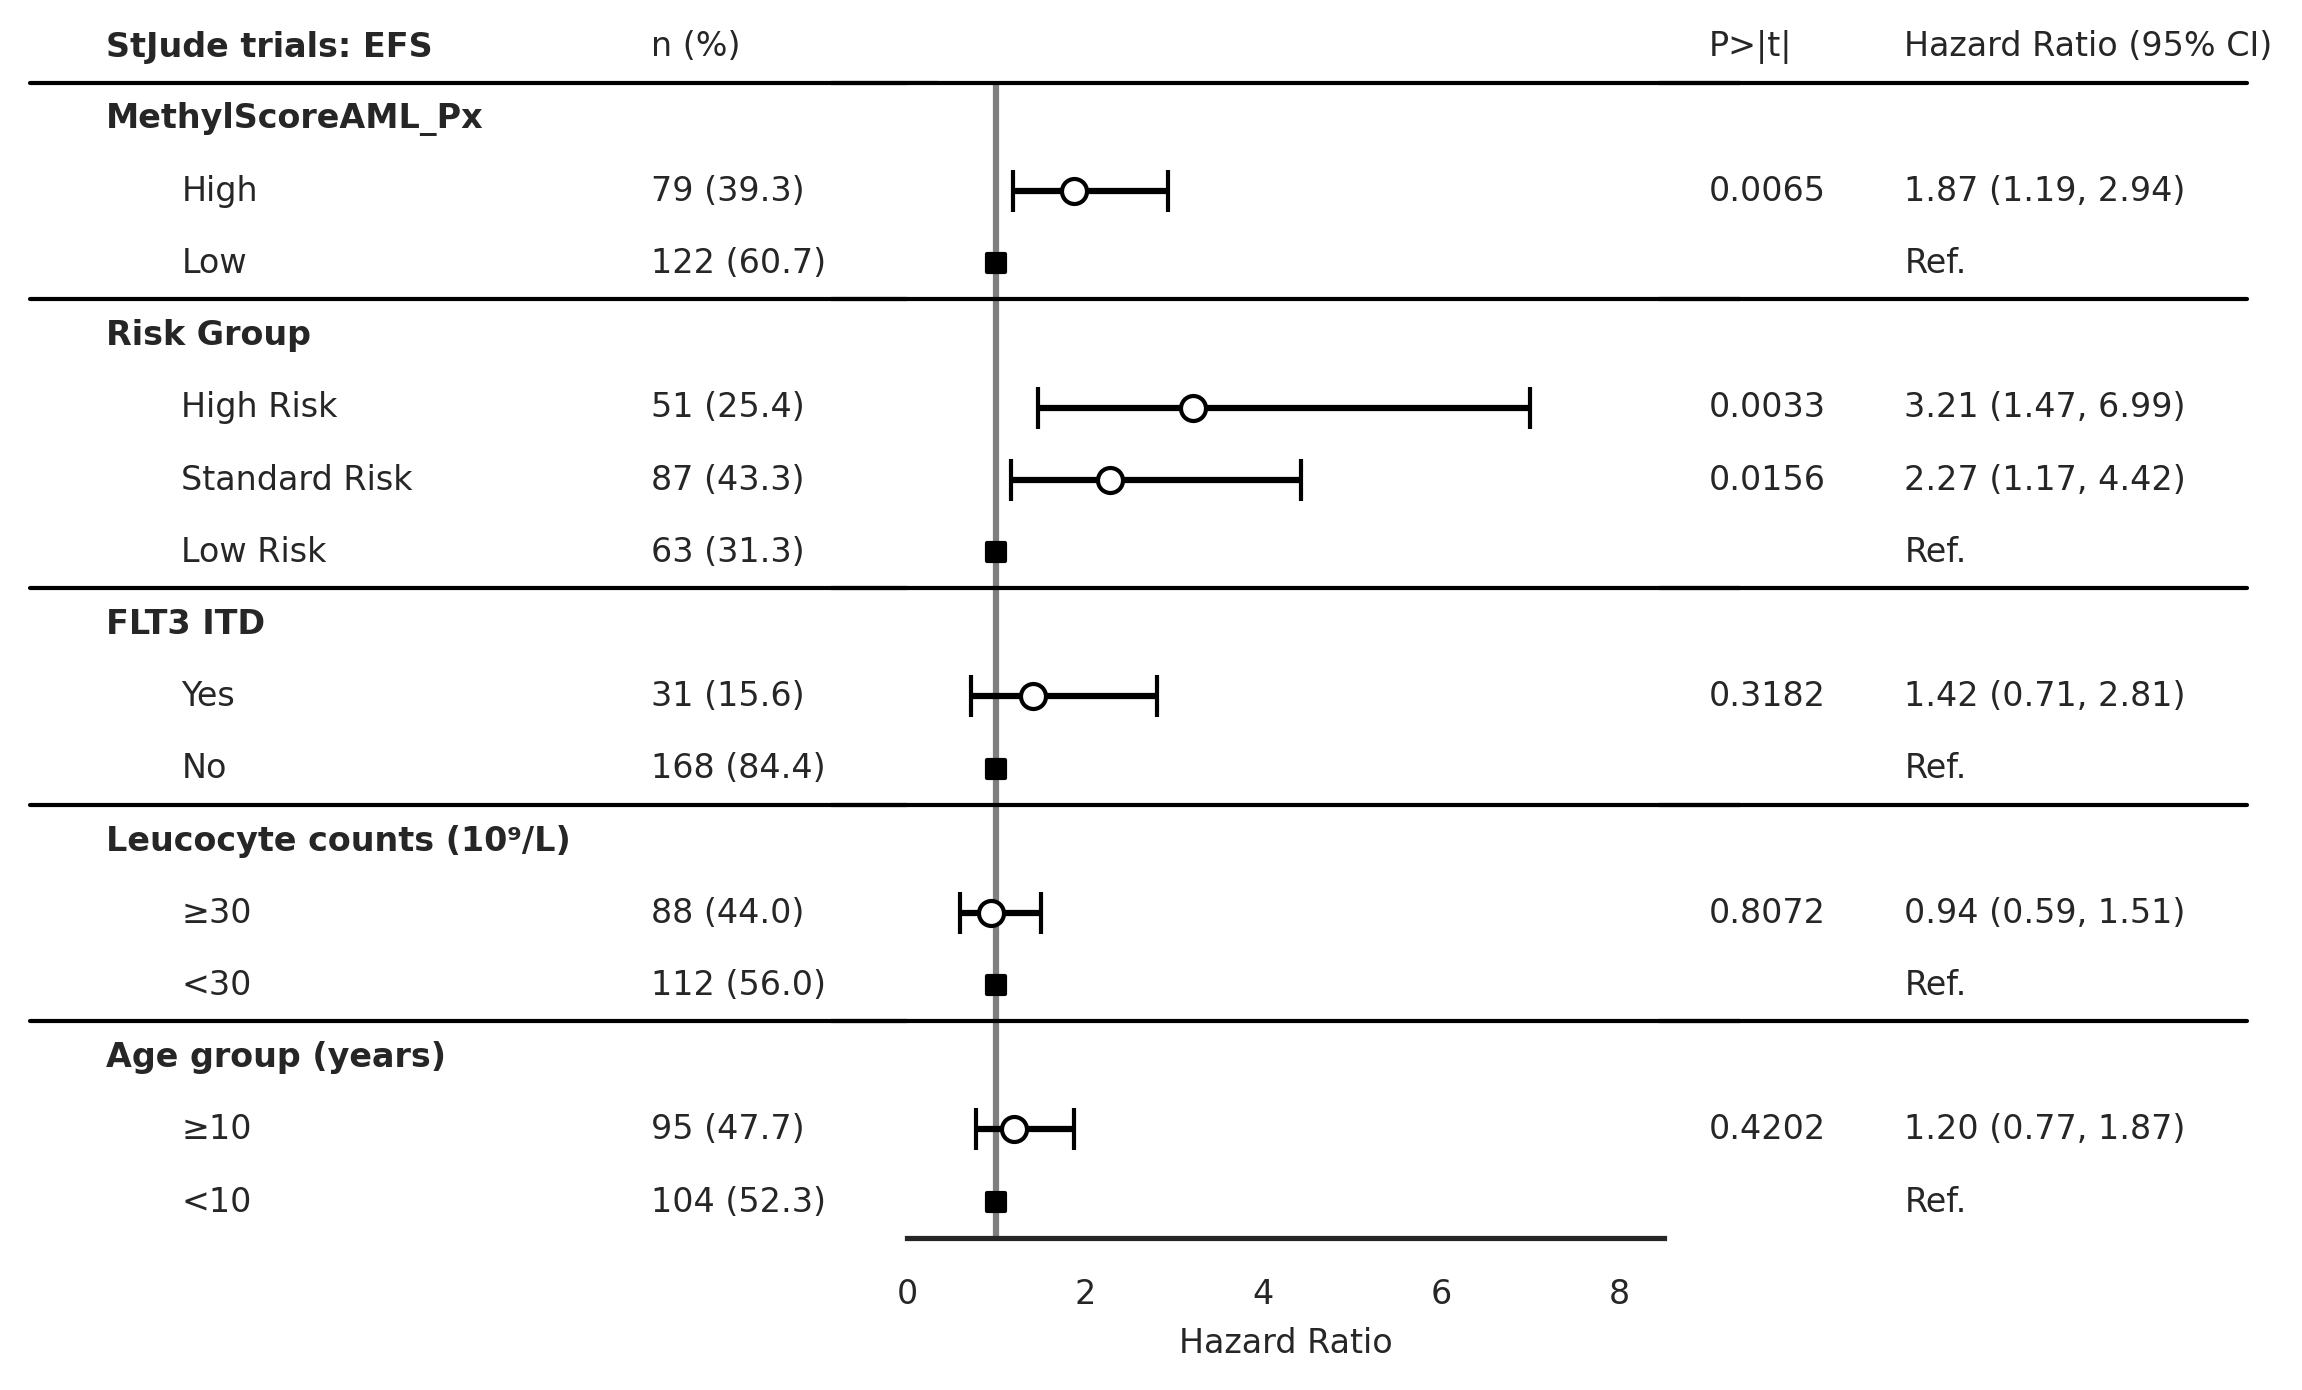 StJude trials: EFS n (%) P>|t| Hazard Ratio (95% CI)
MethylScoreAML_Px
High 79 (39.3) 0.0065 1.87 (1.19, 2.94)
Low 122 (60.7) Ref.
Risk Group
High Risk 51 (25.4) 0.0033 3.21 (1.47, 6.99)
Standard Risk 87 (43.3) 0.0156 2.27 (1.17, 4.42)
Low Risk 63 (31.3) Ref.
FLT3 ITD
Yes 31 (15.6) 0.3182 1.42 (0.71, 2.81)
No 168 (84.4) Ref.
Leucocyte counts (10⁹/L)
≥30 88 (44.0) 0.8072 0.94 (0.59, 1.51)
<30 112 (56.0) Ref.
Age group (years)
≥10 95 (47.7) 0.4202 1.20 (0.77, 1.87)
<10 104 (52.3) Ref.
0 2 4 6 8
Hazard Ratio